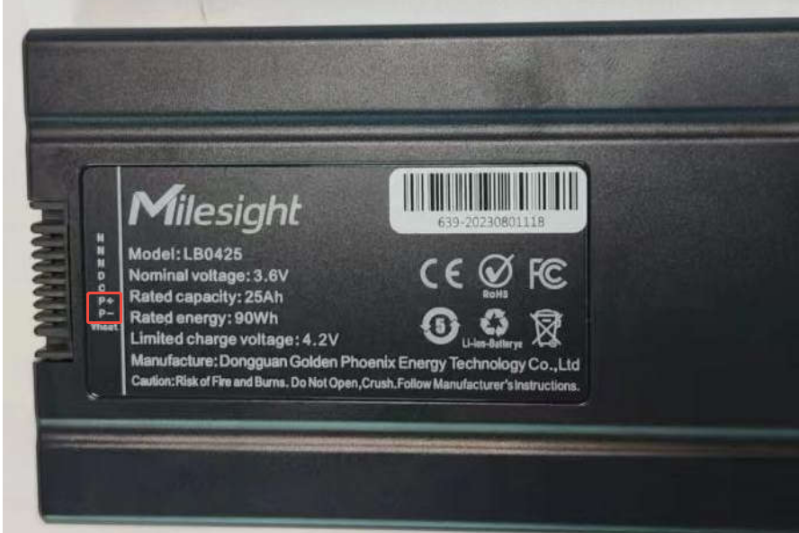 Milesight
639-20230801118
N
N
N
D
C
P+
P-
Model: LB0425
Nominal voltage: 3.6V
Rated capacity: 25Ah
Rated energy: 90Wh
Limited charge voltage: 4.2V
Manufacture: Dongguan Golden Phoenix Energy Technology Co.,Ltd
Caution: Risk of Fire and Burns. Do Not Open,Crush. Follow Manufacturer's Instructions.
CE
FC
RoHS
5
Li-ion-Batterye